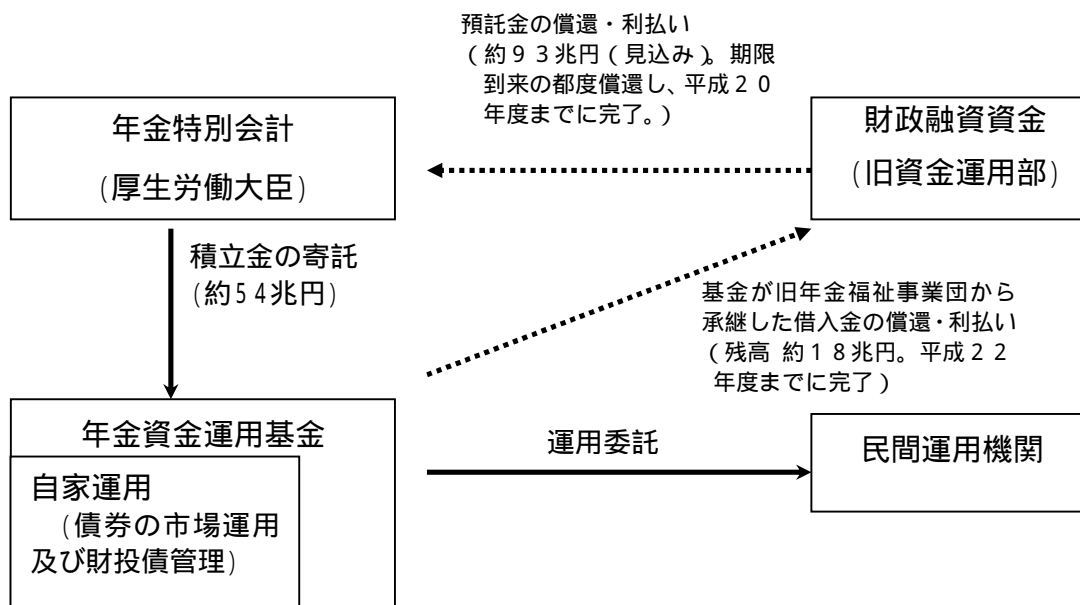 預託金の償還・利払い
(約93兆円(見込み)。期限
到来の都度償還し、平成20
年度までに完了。)
年金特別会計
(厚生労働大臣)
財政融資資金
(旧資金運用部)
積立金の寄託
(約54兆円)
基金が旧年金福祉事業団から
承継した借入金の償還・利払い
(残高 約18兆円。平成22
年度までに完了)
年金資金運用基金
自家運用
(債券の市場運用
及び財投債管理)
運用委託
民間運用機関